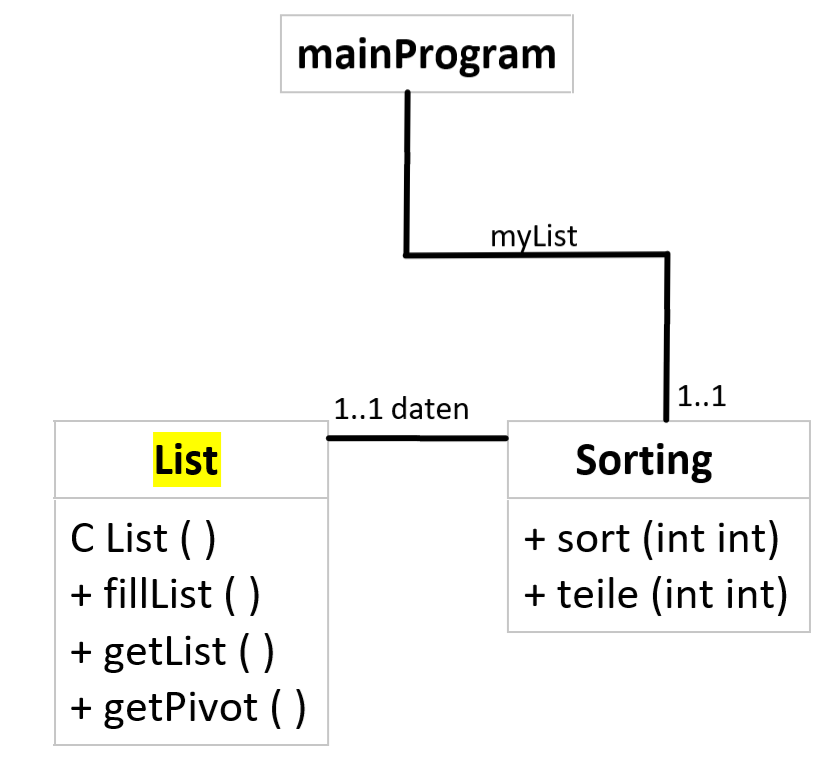 mainProgram
myList
1..1
1..1 daten
List
C List ( )
+ fillList ( )
+ getList ( )
+ getPivot ( )
Sorting
+ sort (int int)
+ teile (int int)